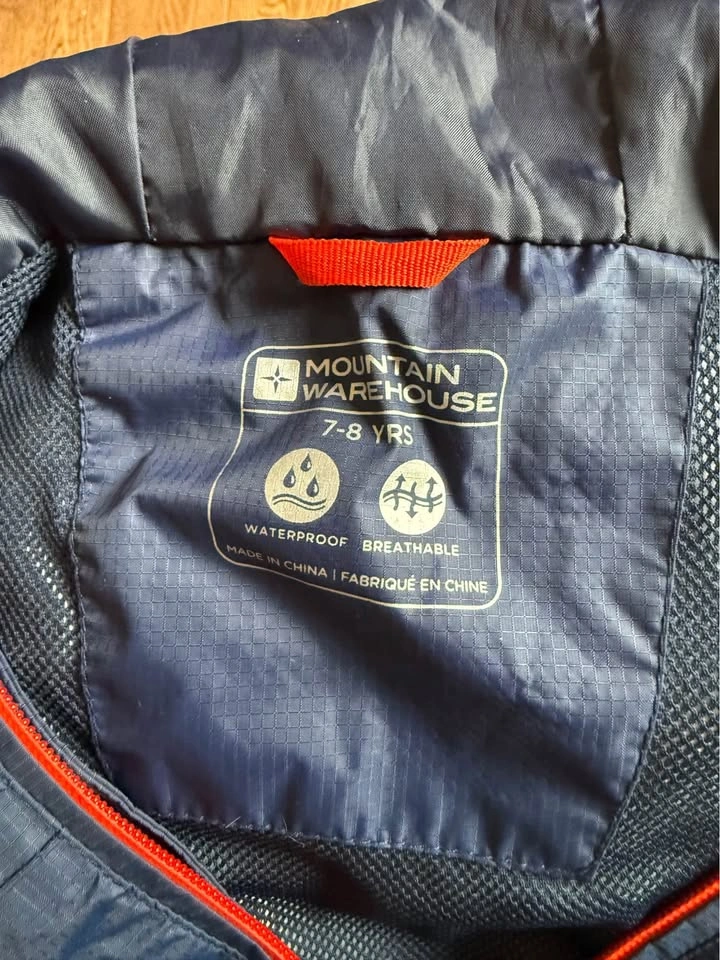 MOUNTAIN
WAREHOUSE
7-8 YRS
WATERPROOF BREATHABLE
MADE IN CHINA | FABRIQUÉ EN CHINE